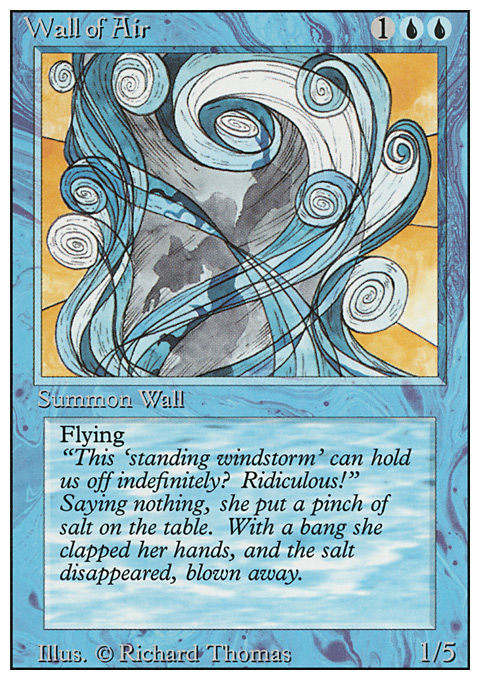 Wall of Air 1
Summon Wall
Flying
“This ‘standing windstorm’ can hold
us off indefinitely? Ridiculous!”
Saying nothing, she put a pinch of
salt on the table. With a bang she
clapped her hands, and the salt
disappeared, blown away.
Illus. © Richard Thomas 1/5